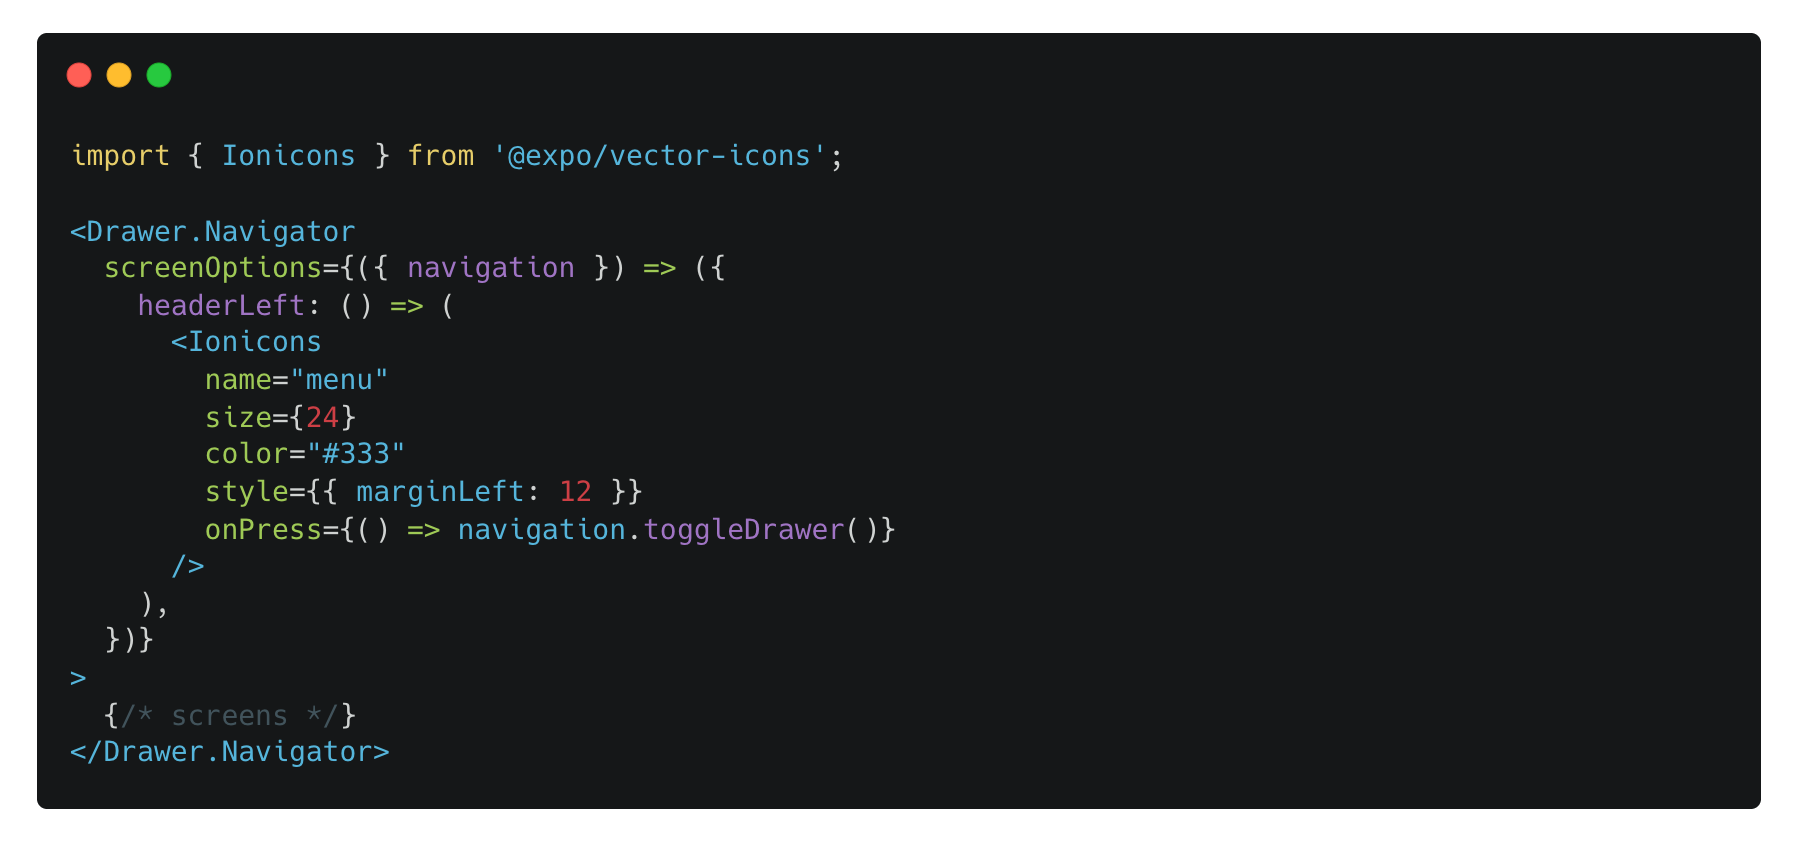 import { Ionicons } from '@expo/vector-icons';

<Drawer.Navigator
  screenOptions={({ navigation }) => ({
    headerLeft: () => (
      <Ionicons
        name="menu"
        size={24}
        color="#333"
        style={{ marginLeft: 12 }}
        onPress={() => navigation.toggleDrawer()}
      />
    ),
  })}
>
  {/* screens */}
</Drawer.Navigator>